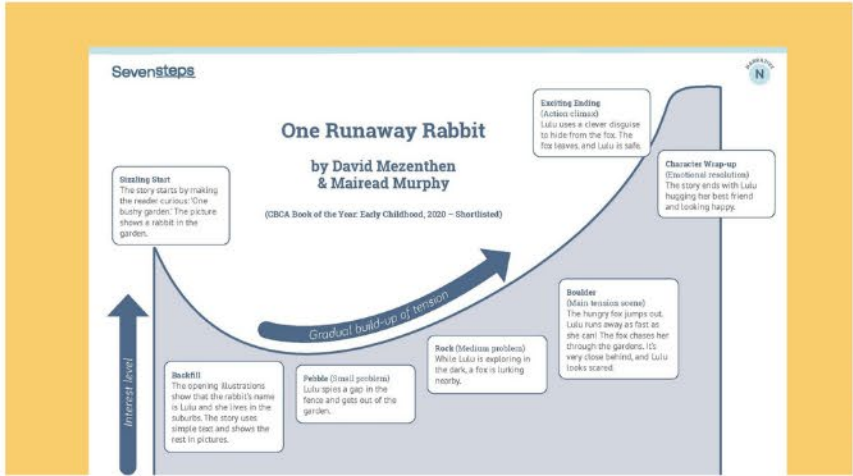 Sevensteps
NARRATIVE
N
One Runaway Rabbit
by David Mezenthen
& Mairead Murphy
(CBCA Book of the Year: Early Childhood, 2020 – Shortlisted)
Sizzling Start
The story starts by making
the reader curious: 'One
bushy garden.' The picture
shows a rabbit in the
garden.
Exciting Ending
(Action climax)
Lulu uses a clever disguise
to hide from the fox. The
fox leaves, and Lulu is safe.
Character Wrap-up
(Emotional resolution)
The story ends with Lulu
hugging her best friend
and looking happy.
Gradual build-up of tension
Interest level
Backfill
The opening illustrations
show that the rabbit's name
is Lulu and she lives in the
suburbs. The story uses
simple text and shows the
rest in pictures.
Pebble (Small problem)
Lulu spies a gap in the
fence and gets out of the
garden.
Rock (Medium problem)
While Lulu is exploring in
the dark, a fox is lurking
nearby.
Boulder
(Main tension scene)
The hungry fox jumps out.
Lulu runs away as fast as
she can! The fox chases her
through the gardens. It's
very close behind, and Lulu
looks scared.